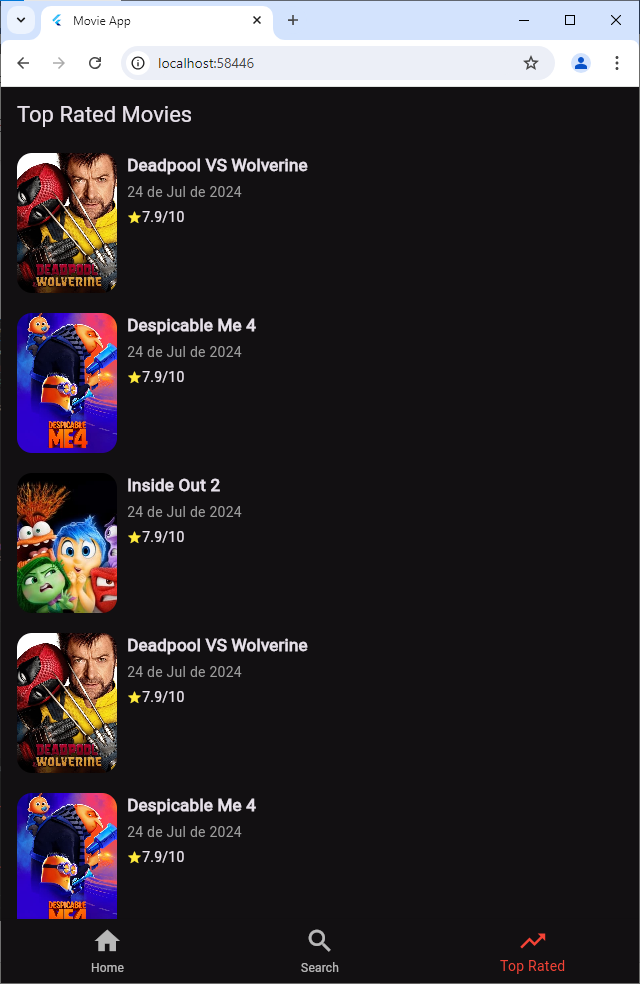 Movie App
localhost:58446
Top Rated Movies
Deadpool VS Wolverine
24 de Jul de 2024
7.9/10
DEADPOOL
WOLVERINE
Despicable Me 4
24 de Jul de 2024
7.9/10
DESPICABLE
ME4
Inside Out 2
24 de Jul de 2024
7.9/10
Deadpool VS Wolverine
24 de Jul de 2024
7.9/10
DEADPOOL
WOLVERINE
Despicable Me 4
24 de Jul de 2024
7.9/10
DESPICABLE
ME4
Home
Search
Top Rated